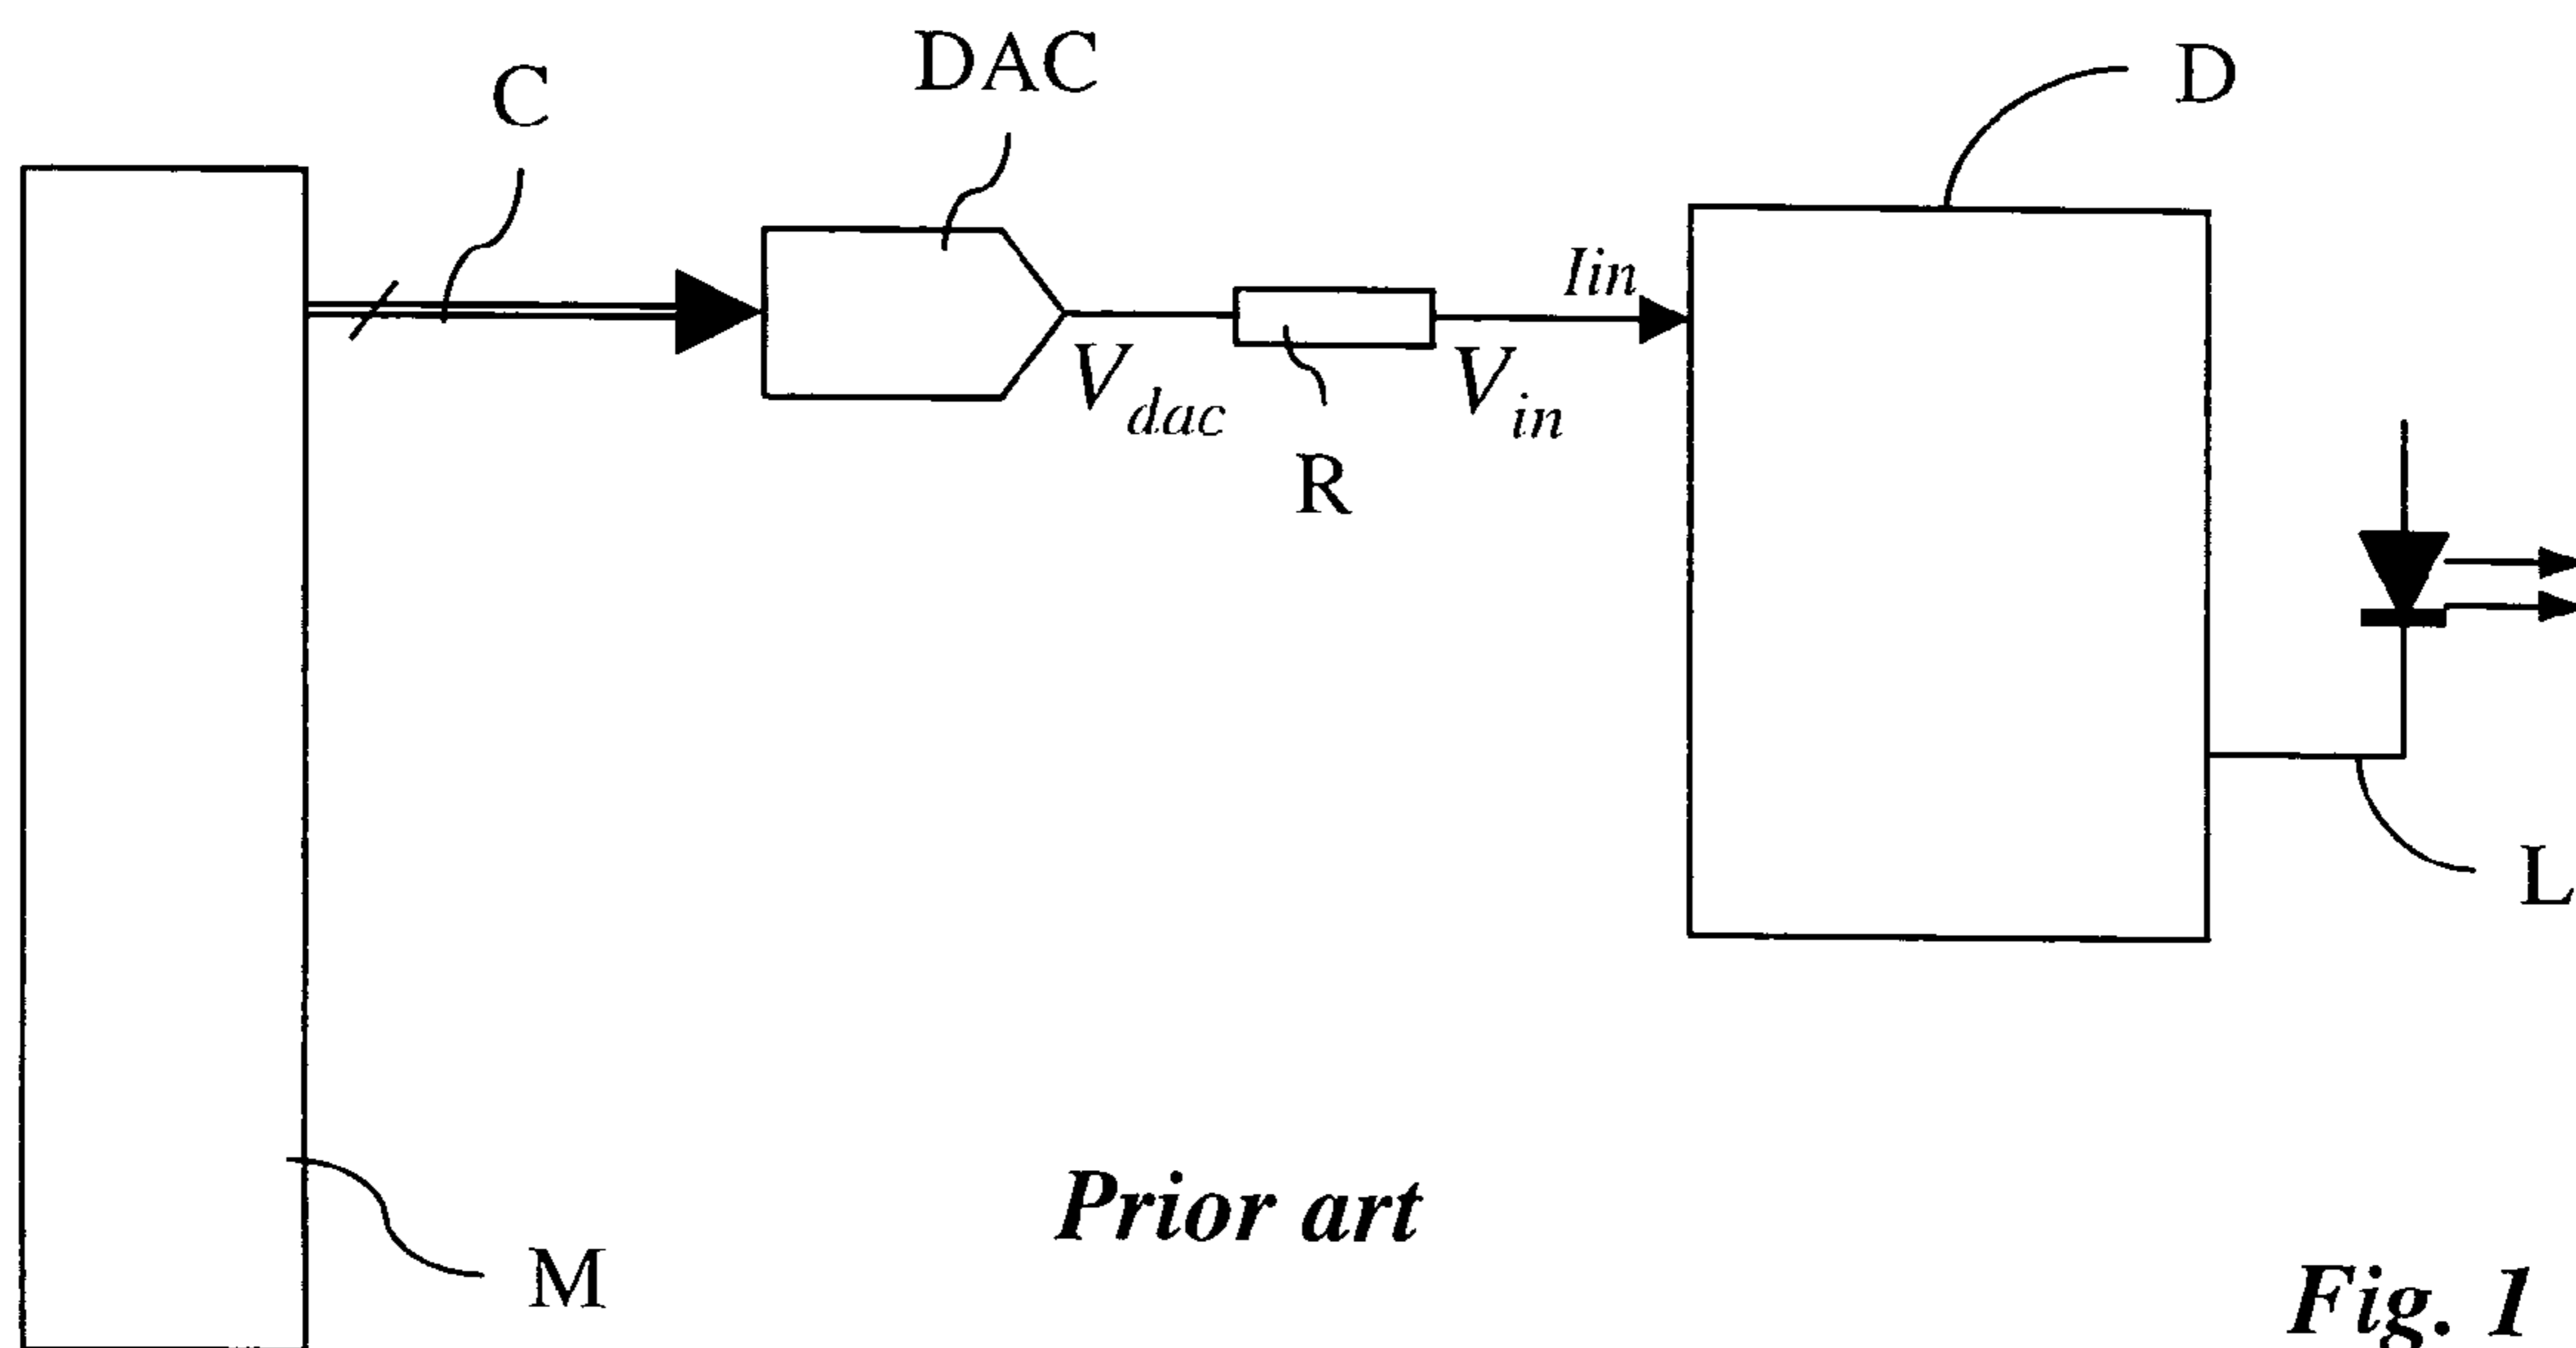 C
DAC
D
Iin
Vdac
Vin
R
L
M
Prior art
Fig. 1